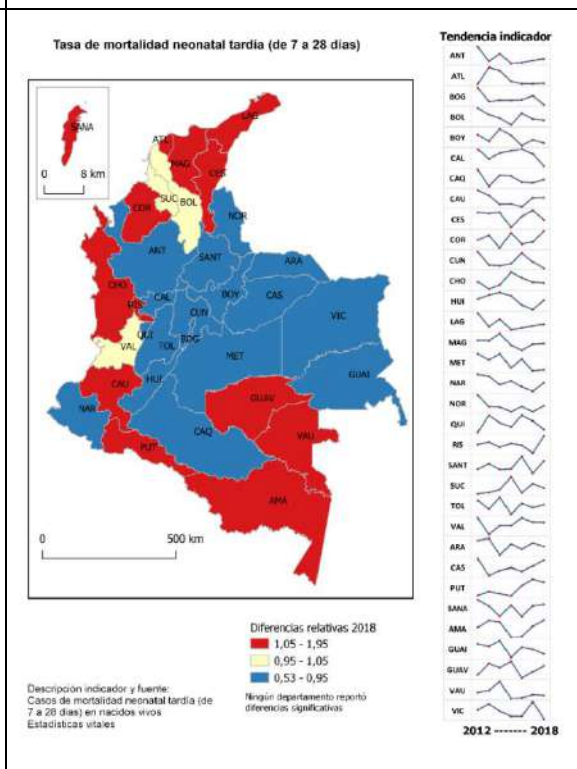 Tasa de mortalidad neonatal tardía (de 7 a 28 días)
SANA
0 8 km
LAG
ATL
MAG
CES
SUC
BOL
COR
NOR
ANT
SANT
ARA
CHO
CAL
BOY
CAS
RIS
CUN
VIC
QUI
BOG
VAL
TOL
MET
CAU
HUI
GUAI
GUAV
NAR
CAQ
VAU
PUT
AMA
0 500 km
Diferencias relativas 2018
1,05 - 1,95
0,95 - 1,05
0,53 - 0,95
Ningún departamento reportó
diferencias significativas
Descripción indicador y fuente:
Casos de mortalidad neonatal tardía (de
7 a 28 días) en nacidos vivos
Estadísticas vitales
Tendencia indicador
ANT
ATL
BOG
BOL
BOY
CAL
CAQ
CAU
CES
COR
CUN
CHO
HUI
LAG
MAG
MET
NAR
NOR
QUI
RIS
SANT
SUC
TOL
VAL
ARA
CAS
PUT
SANA
AMA
GUAI
GUAV
VAU
VIC
2012 ------- 2018